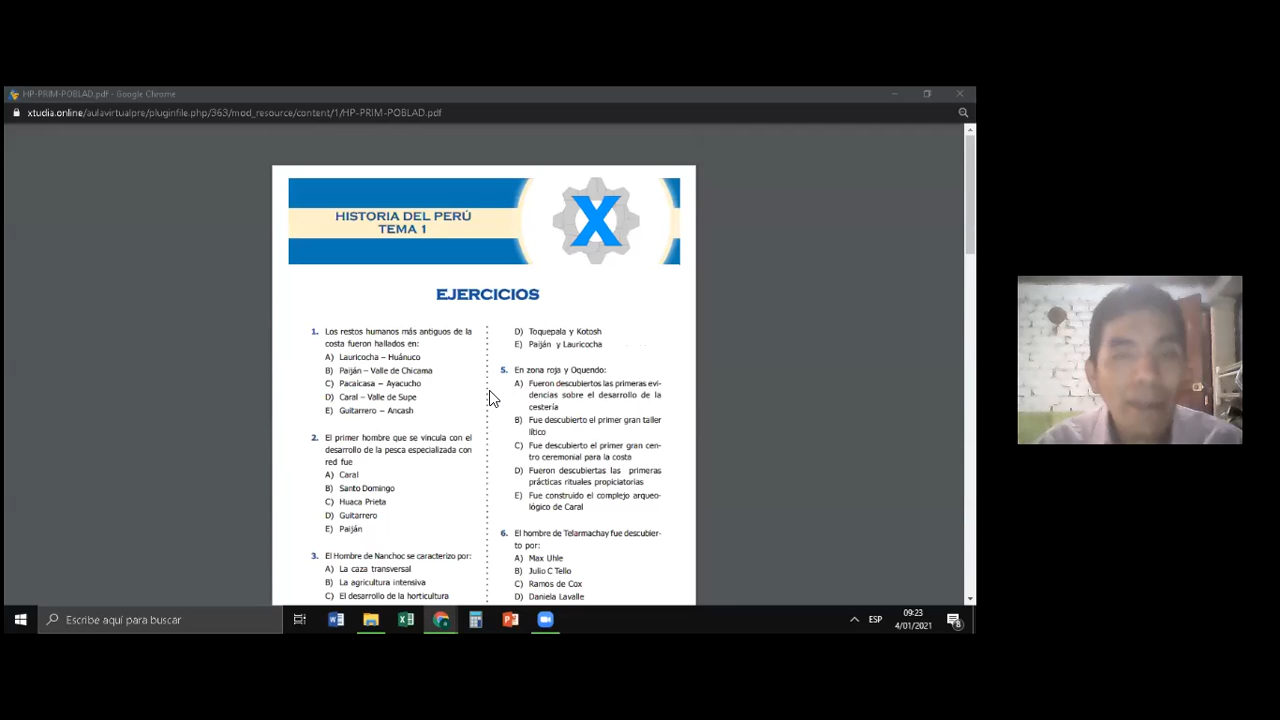 HP-PRIM-POBLAD.pdf - Google Chrome
xtudia.online/aulavirtualpre/pluginfile.php/363/mod_resource/content/1/HP-PRIM-POBLAD.pdf
HISTORIA DEL PERÚ
TEMA 1
X
EJERCICIOS
1. Los restos humanos más antiguos de la
costa fueron hallados en:
A) Lauricocha – Huánuco
B) Paiján – Valle de Chicama
C) Pacaicasa – Ayacucho
D) Caral – Valle de Supe
E) Guitarrero – Ancash
2. El primer hombre que se vincula con el
desarrollo de la pesca especializada con
red fue
A) Caral
B) Santo Domingo
C) Huaca Prieta
D) Guitarrero
E) Paiján
3. El Hombre de Nanchoc se caracterizo por:
A) La caza transversal
B) La agricultura intensiva
C) El desarrollo de la horticultura
D) Toquepala y Kotosh
E) Paiján y Lauricocha
5. En zona roja y Oquendo:
A) Fueron descubiertos las primeras evi-
dencias sobre el desarrollo de la
cestería
B) Fue descubierto el primer gran taller
lítico
C) Fue descubierto el primer gran cen-
tro ceremonial para la costa
D) Fueron descubiertas las primeras
prácticas rituales propiciatorias
E) Fue construido el complejo arqueo-
lógico de Caral
6. El hombre de Telarmachay fue descubier-
to por:
A) Max Uhle
B) Julio C Tello
C) Ramos de Cox
D) Daniela Lavalle
Escribe aquí para buscar
ESP
09:23
4/01/2021
8